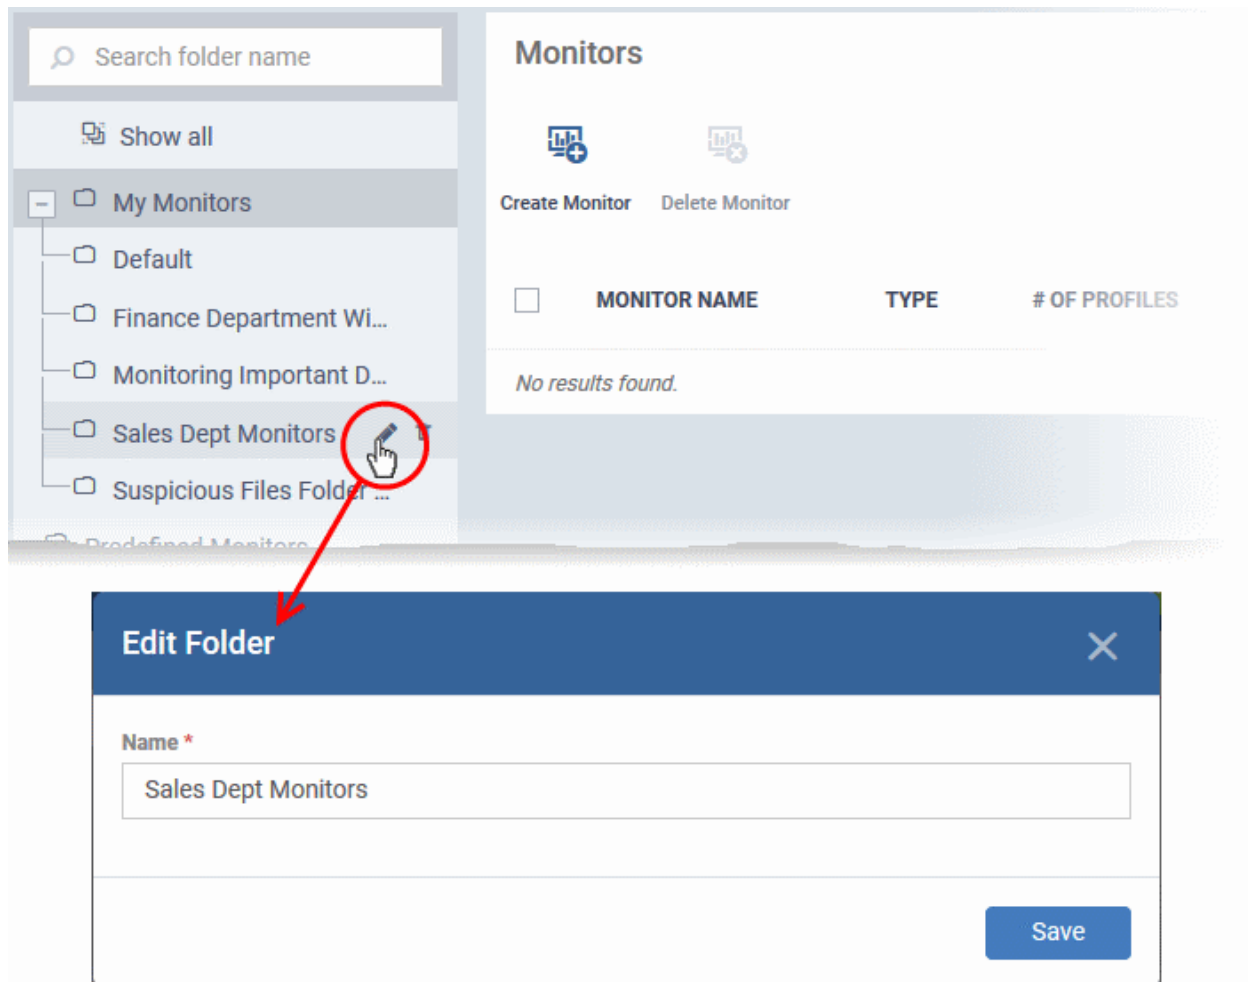 Search folder name
Show all
My Monitors
Default
Finance Department Wi...
Monitoring Important D...
Sales Dept Monitors
Suspicious Files Folder ...
Predefined Monitors
Monitors
Create Monitor
Delete Monitor
MONITOR NAME
TYPE
# OF PROFILES
No results found.
Edit Folder
Name *
Sales Dept Monitors
Save